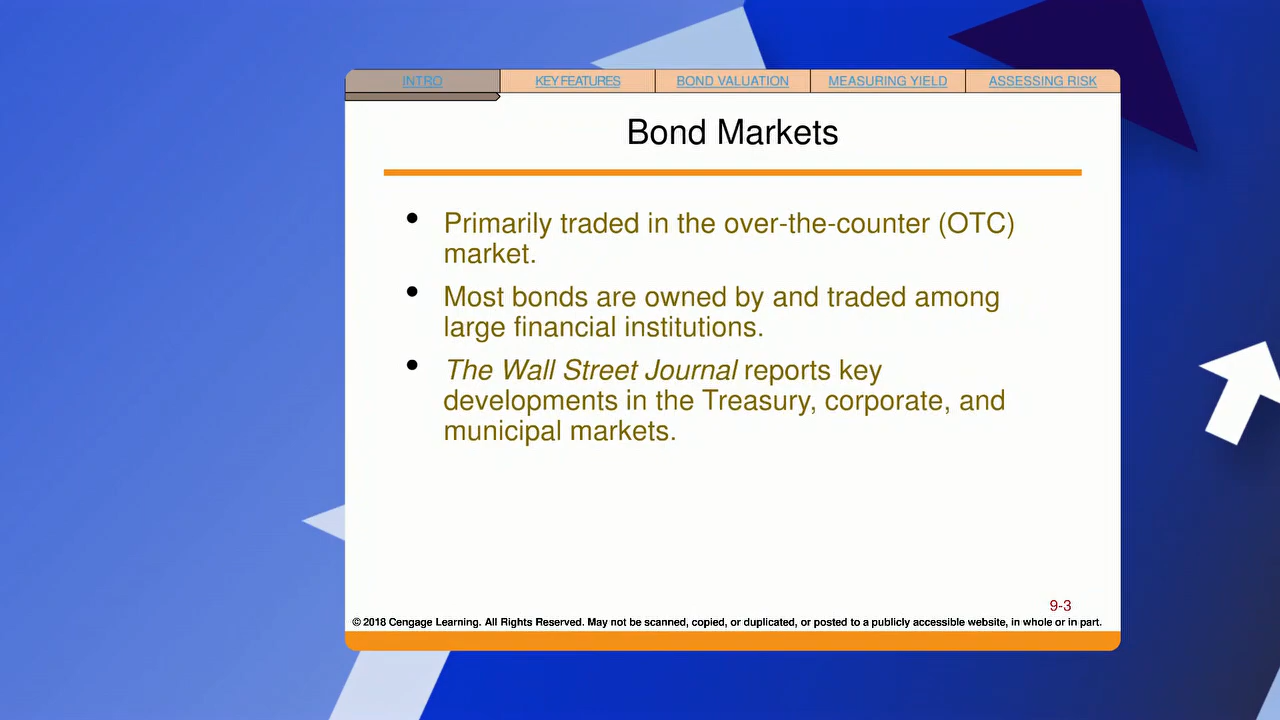 INTRO KEY FEATURES BOND VALUATION MEASURING YIELD ASSESSING RISK
Bond Markets
• Primarily traded in the over-the-counter (OTC)
market.
• Most bonds are owned by and traded among
large financial institutions.
• The Wall Street Journal reports key
developments in the Treasury, corporate, and
municipal markets.
9-3
© 2018 Cengage Learning. All Rights Reserved. May not be scanned, copied, or duplicated, or posted to a publicly accessible website, in whole or in part.